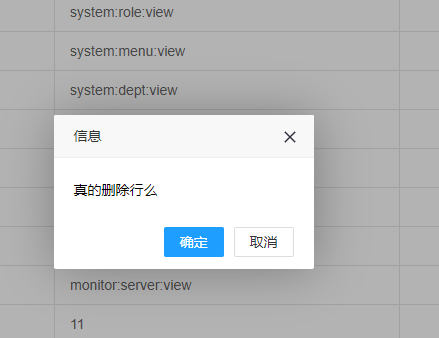 system:role:view
system:menu:view
system:dept:view
信息
真的删除行么
确定
取消
monitor:server:view
11